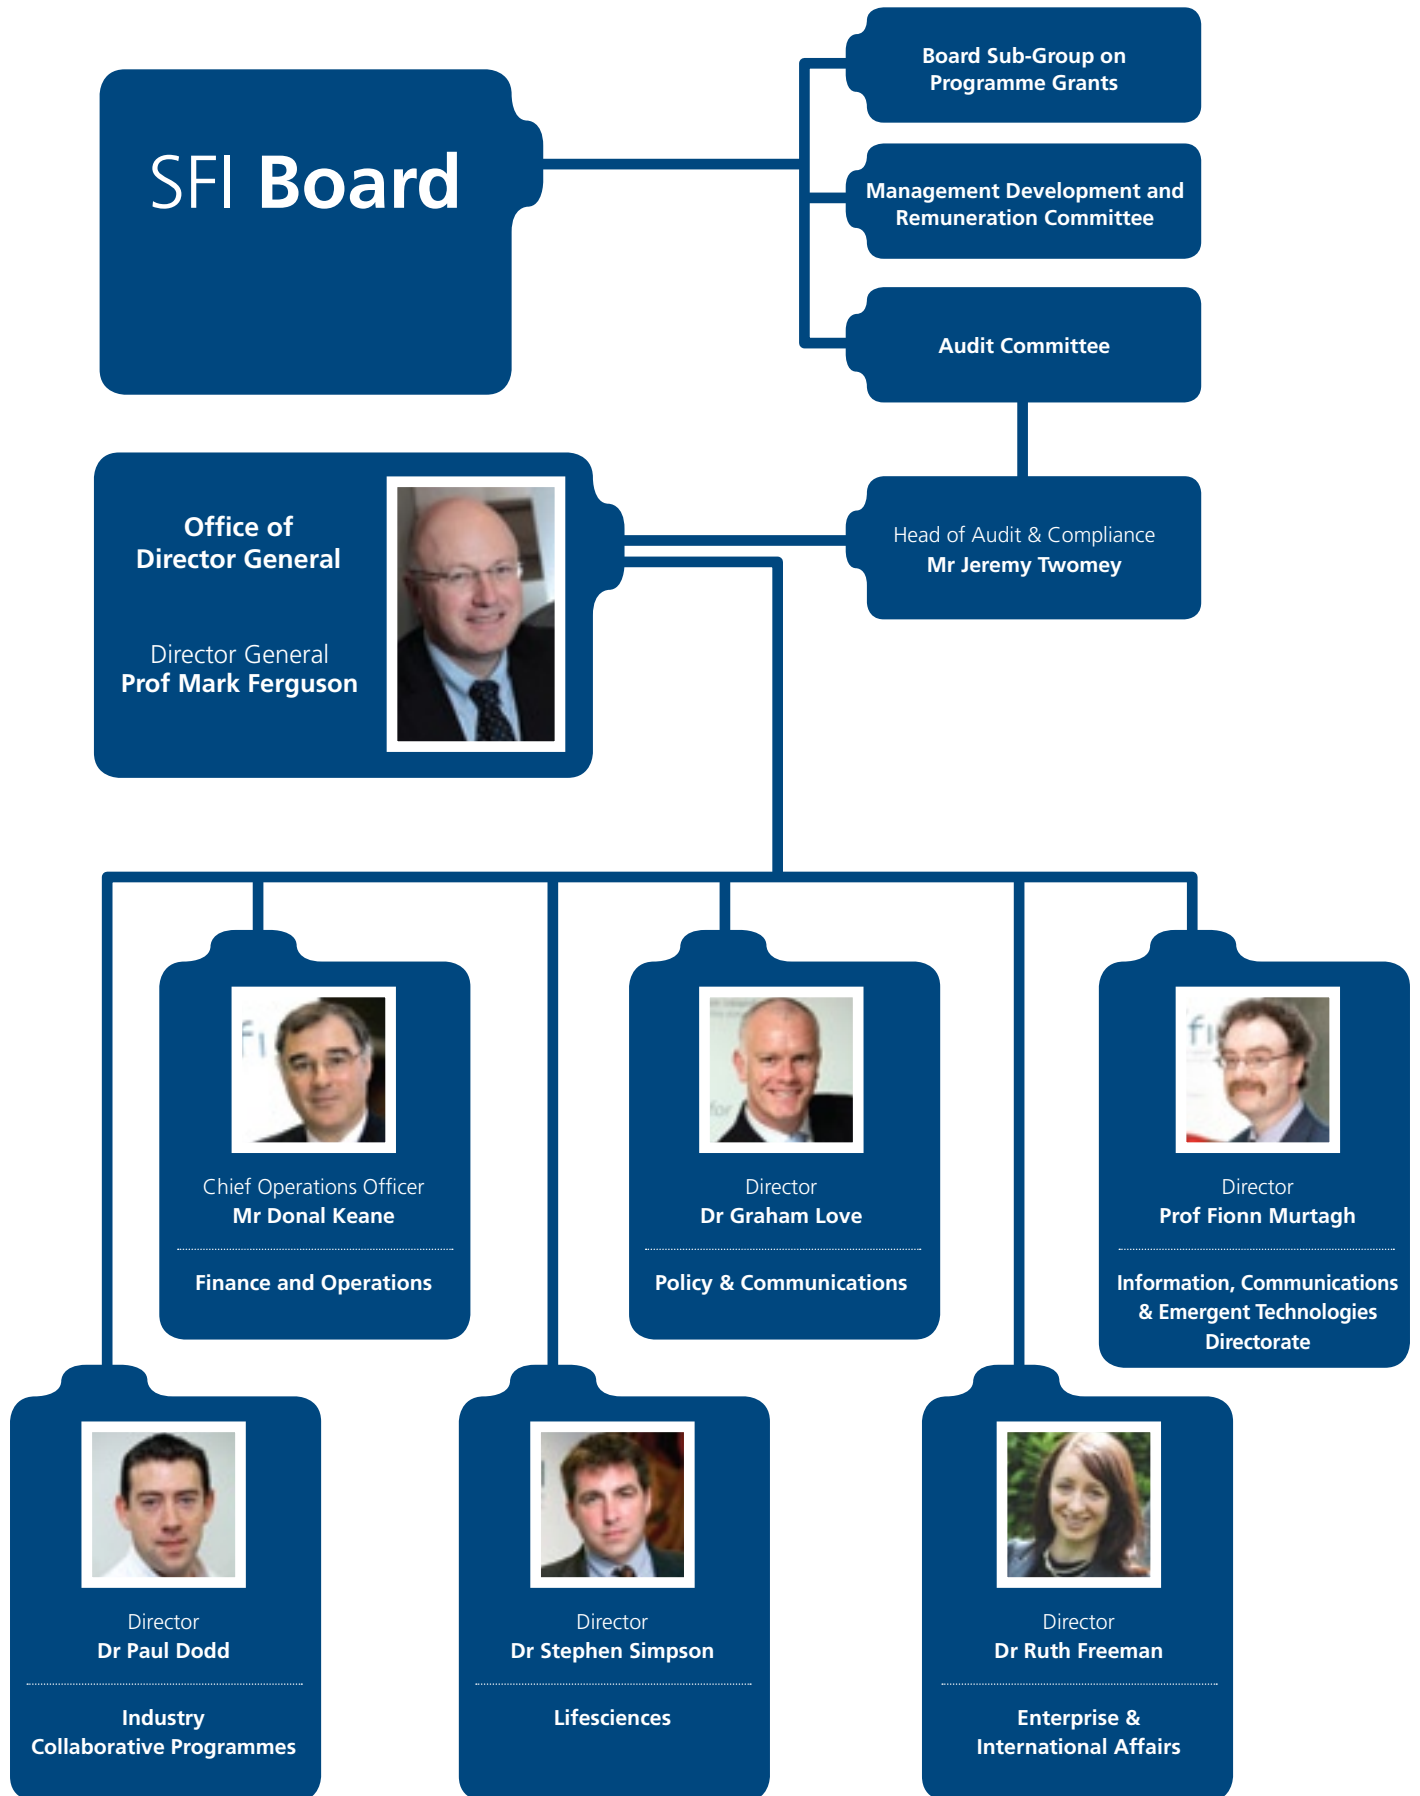 SFI Board
Board Sub-Group on
Programme Grants
Management Development and
Remuneration Committee
Audit Committee
Office of
Director General
Director General
Prof Mark Ferguson
Head of Audit & Compliance
Mr Jeremy Twomey
Chief Operations Officer
Mr Donal Keane
Finance and Operations
Director
Dr Graham Love
Policy & Communications
Director
Prof Fionn Murtagh
Information, Communications
& Emergent Technologies
Directorate
Director
Dr Paul Dodd
Industry
Collaborative Programmes
Director
Dr Stephen Simpson
Lifesciences
Director
Dr Ruth Freeman
Enterprise &
International Affairs